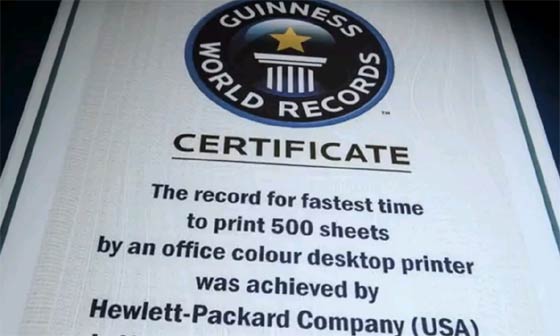 GUINNESS
WORLD RECORDS
™
CERTIFICATE
The record for fastest time
to print 500 sheets
by an office colour desktop printer
was achieved by
Hewlett-Packard Company (USA)